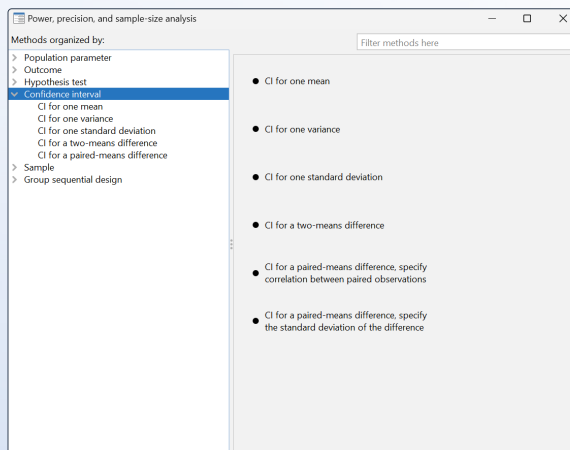 Power, precision, and sample-size analysis
Methods organized by:
Filter methods here
Population parameter
Outcome
Hypothesis test
Confidence interval
CI for one mean
CI for one variance
CI for one standard deviation
CI for a two-means difference
CI for a paired-means difference
Sample
Group sequential design
CI for one mean
CI for one variance
CI for one standard deviation
CI for a two-means difference
CI for a paired-means difference, specify
correlation between paired observations
CI for a paired-means difference, specify
the standard deviation of the difference